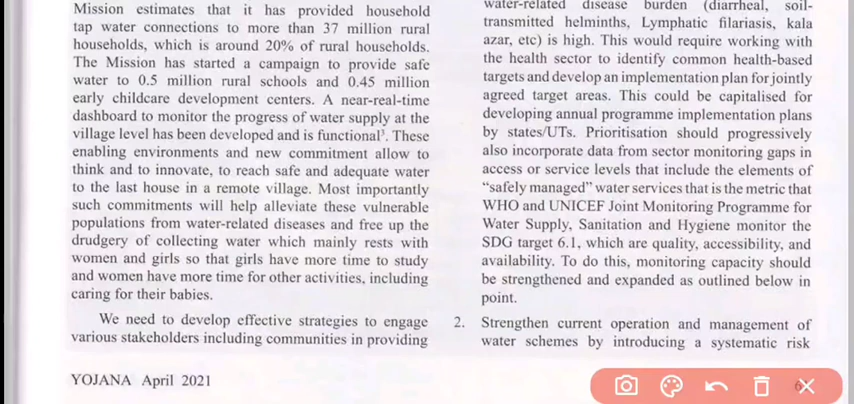 Mission estimates that it has provided household
tap water connections to more than 37 million rural
households, which is around 20% of rural households.
The Mission has started a campaign to provide safe
water to 0.5 million rural schools and 0.45 million
early childcare development centers. A near-real-time
dashboard to monitor the progress of water supply at the
village level has been developed and is functional³. These
enabling environments and new commitment allow to
think and to innovate, to reach safe and adequate water
to the last house in a remote village. Most importantly
such commitments will help alleviate these vulnerable
populations from water-related diseases and free up the
drudgery of collecting water which mainly rests with
women and girls so that girls have more time to study
and women have more time for other activities, including
caring for their babies.
We need to develop effective strategies to engage
various stakeholders including communities in providing
water-related disease burden (diarrheal, soil-
transmitted helminths, Lymphatic filariasis, kala
azar, etc) is high. This would require working with
the health sector to identify common health-based
targets and develop an implementation plan for jointly
agreed target areas. This could be capitalised for
developing annual programme implementation plans
by states/UTs. Prioritisation should progressively
also incorporate data from sector monitoring gaps in
access or service levels that include the elements of
“safely managed” water services that is the metric that
WHO and UNICEF Joint Monitoring Programme for
Water Supply, Sanitation and Hygiene monitor the
SDG target 6.1, which are quality, accessibility, and
availability. To do this, monitoring capacity should
be strengthened and expanded as outlined below in
point.
2. Strengthen current operation and management of
water schemes by introducing a systematic risk
YOJANA April 2021